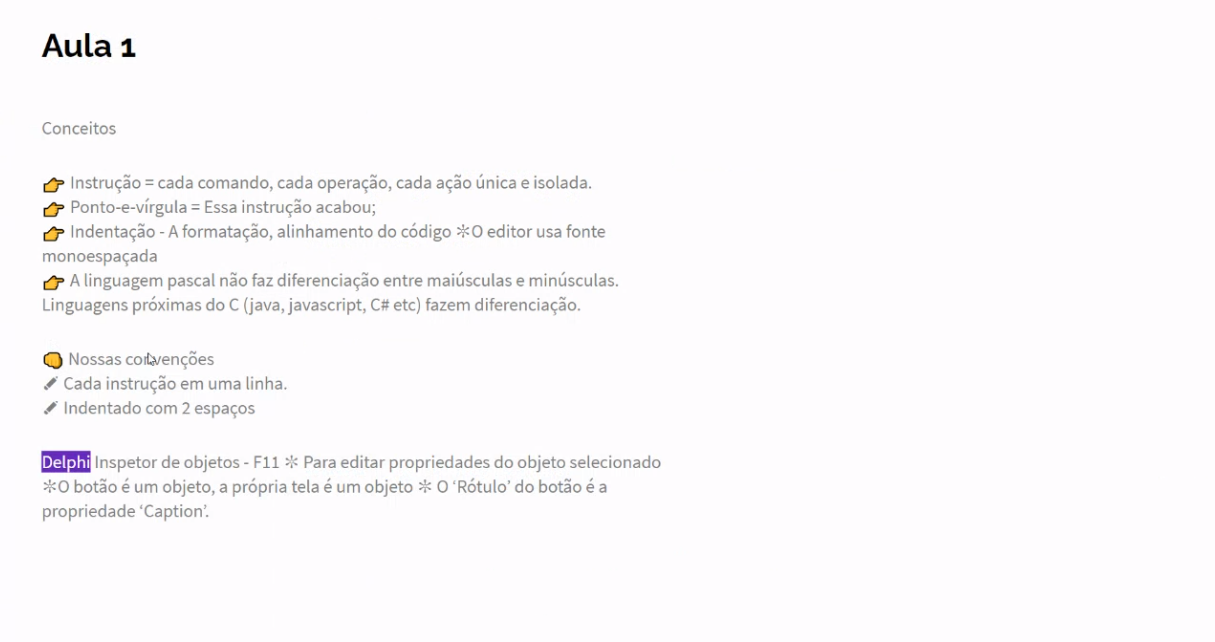 Aula 1
Conceitos
👉 Instrução = cada comando, cada operação, cada ação única e isolada.
👉 Ponto-e-vírgula = Essa instrução acabou;
👉 Indentação - A formatação, alinhamento do código ✼O editor usa fonte
monoespaçada
👉 A linguagem pascal não faz diferenciação entre maiúsculas e minúsculas.
Linguagens próximas do C (java, javascript, C# etc) fazem diferenciação.
👊 Nossas convenções
✐ Cada instrução em uma linha.
✐ Indentado com 2 espaços
Delphi Inspetor de objetos - F11 ✼ Para editar propriedades do objeto selecionado
✼O botão é um objeto, a própria tela é um objeto ✼ O ‘Rótulo’ do botão é a
propriedade ‘Caption’.